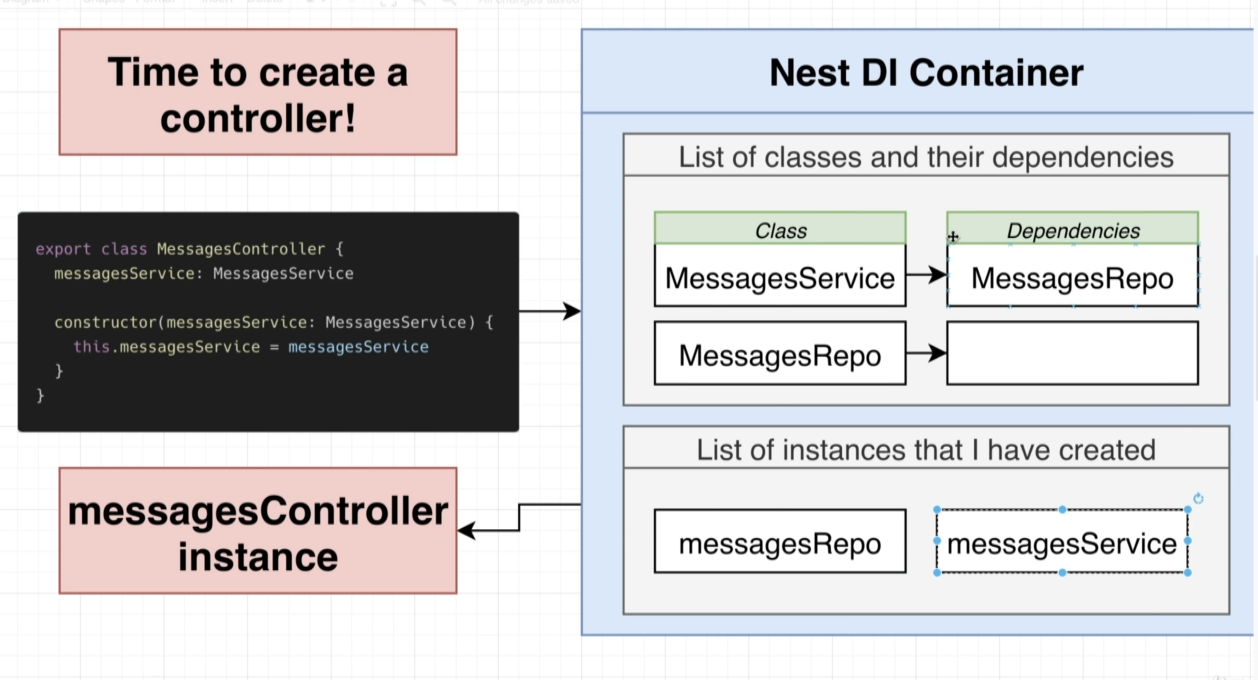 Time to create a
controller!
export class MessagesController {
messagesService: MessagesService
constructor(messagesService: MessagesService) {
this.messagesService = messagesService
}
}
messagesController
instance
Nest DI Container
List of classes and their dependencies
Class
Dependencies
MessagesService
MessagesRepo
MessagesRepo
List of instances that I have created
messagesRepo
messagesService